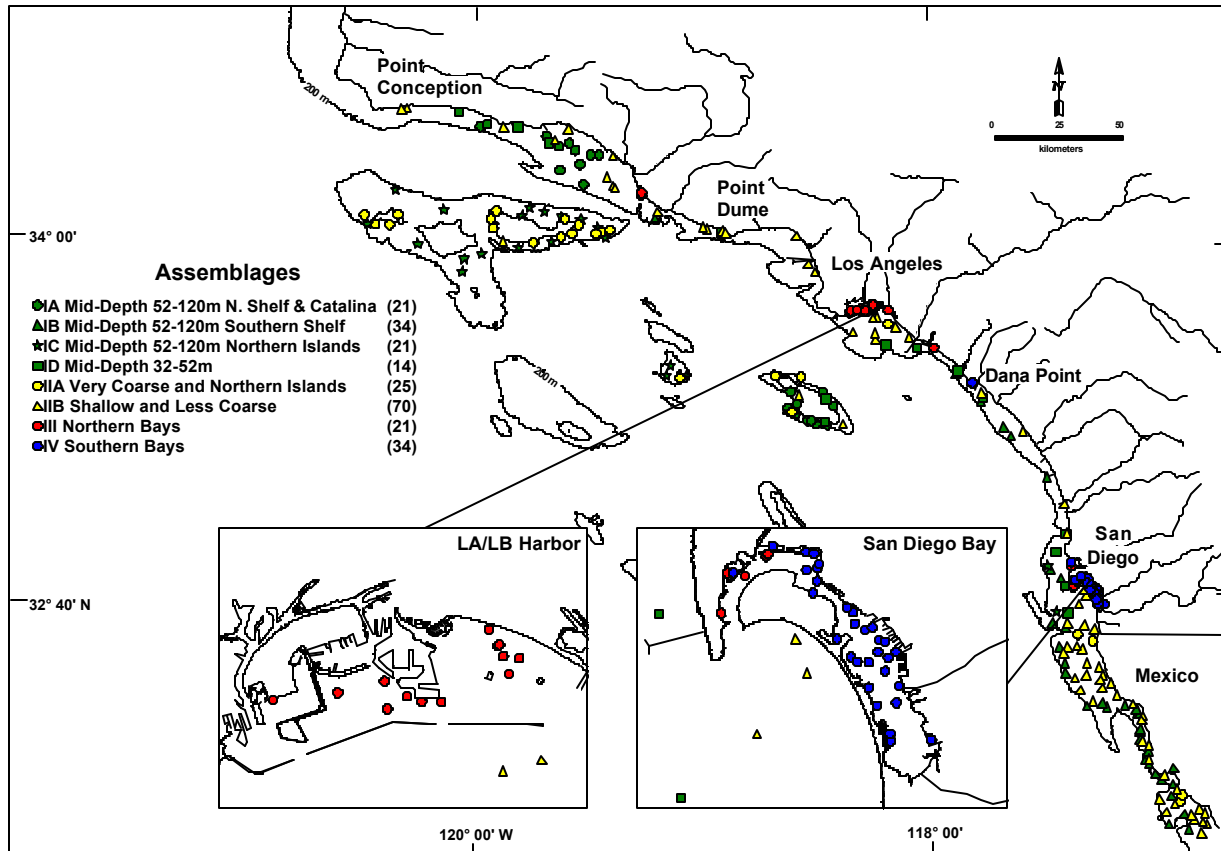 Point
Conception
200 m
N
0 25 50
kilometers
Point
Dume
34° 00'
Los Angeles
Assemblages
IA Mid-Depth 52-120m N. Shelf & Catalina (21)
IB Mid-Depth 52-120m Southern Shelf (34)
IC Mid-Depth 52-120m Northern Islands (21)
ID Mid-Depth 32-52m (14)
IIA Very Coarse and Northern Islands (25)
IIB Shallow and Less Coarse (70)
III Northern Bays (21)
IV Southern Bays (34)
200 m
Dana Point
LA/LB Harbor
San Diego Bay
San
Diego
32° 40' N
Mexico
120° 00' W
118° 00'